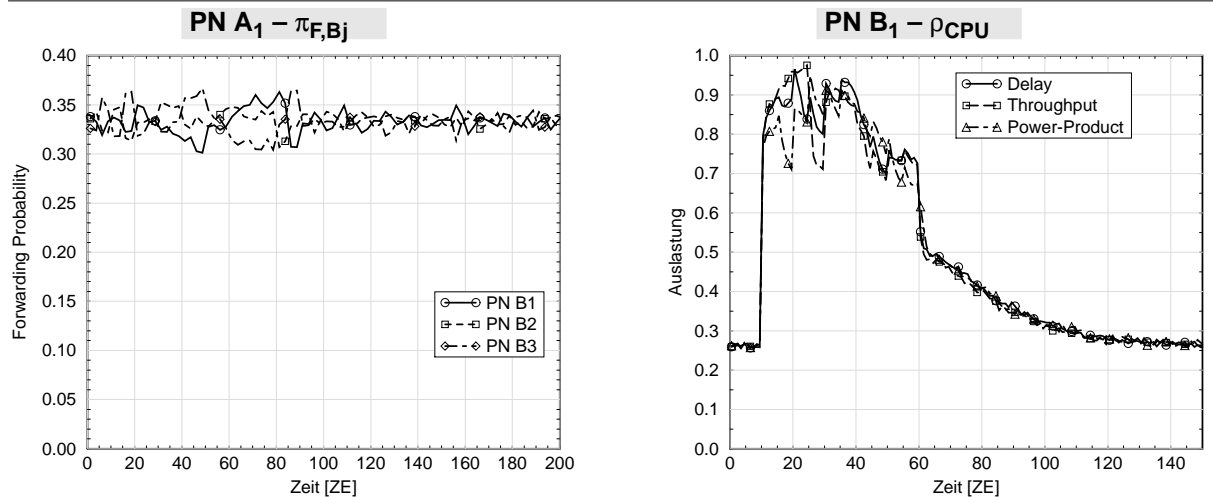 PN A1 – πF,Bj
0.40
0.35
0.30
0.25
0.20
0.15
0.10
0.05
0.00
Forwarding Probability
PN B1
PN B2
PN B3
0 20 40 60 80 100 120 140 160 180 200
Zeit [ZE]
PN B1 – ρCPU
1.0
0.9
0.8
0.7
0.6
0.5
0.4
0.3
0.2
0.1
0.0
Auslastung
Delay
Throughput
Power-Product
0 20 40 60 80 100 120 140
Zeit [ZE]